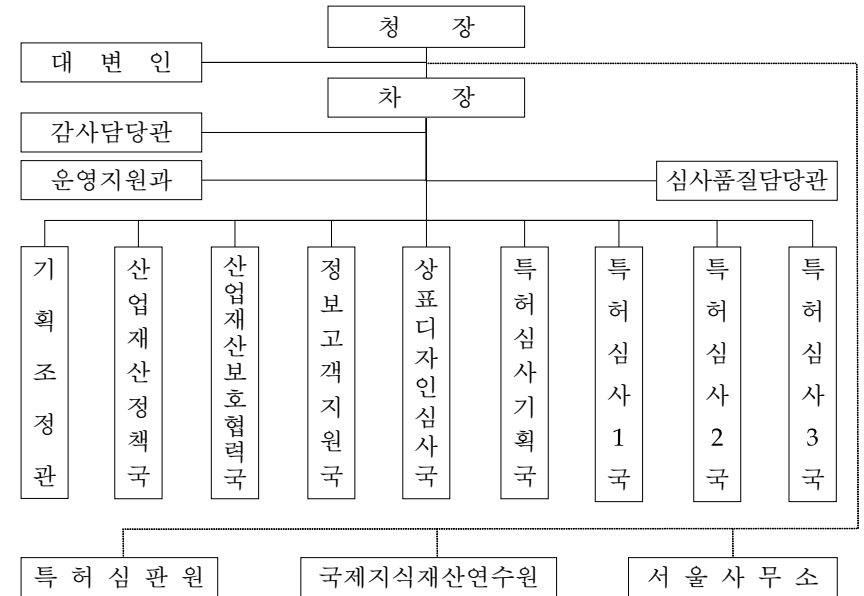 청 장
대 변 인
차 장
감사담당관
운영지원과
심사품질담당관
기획조정관
산업재산정책국
산업재산보호협력국
정보고객지원국
상표디자인심사국
특허심사기획국
특허심사1국
특허심사2국
특허심사3국
특 허 심 판 원
국제지식재산연수원
서 울 사 무 소